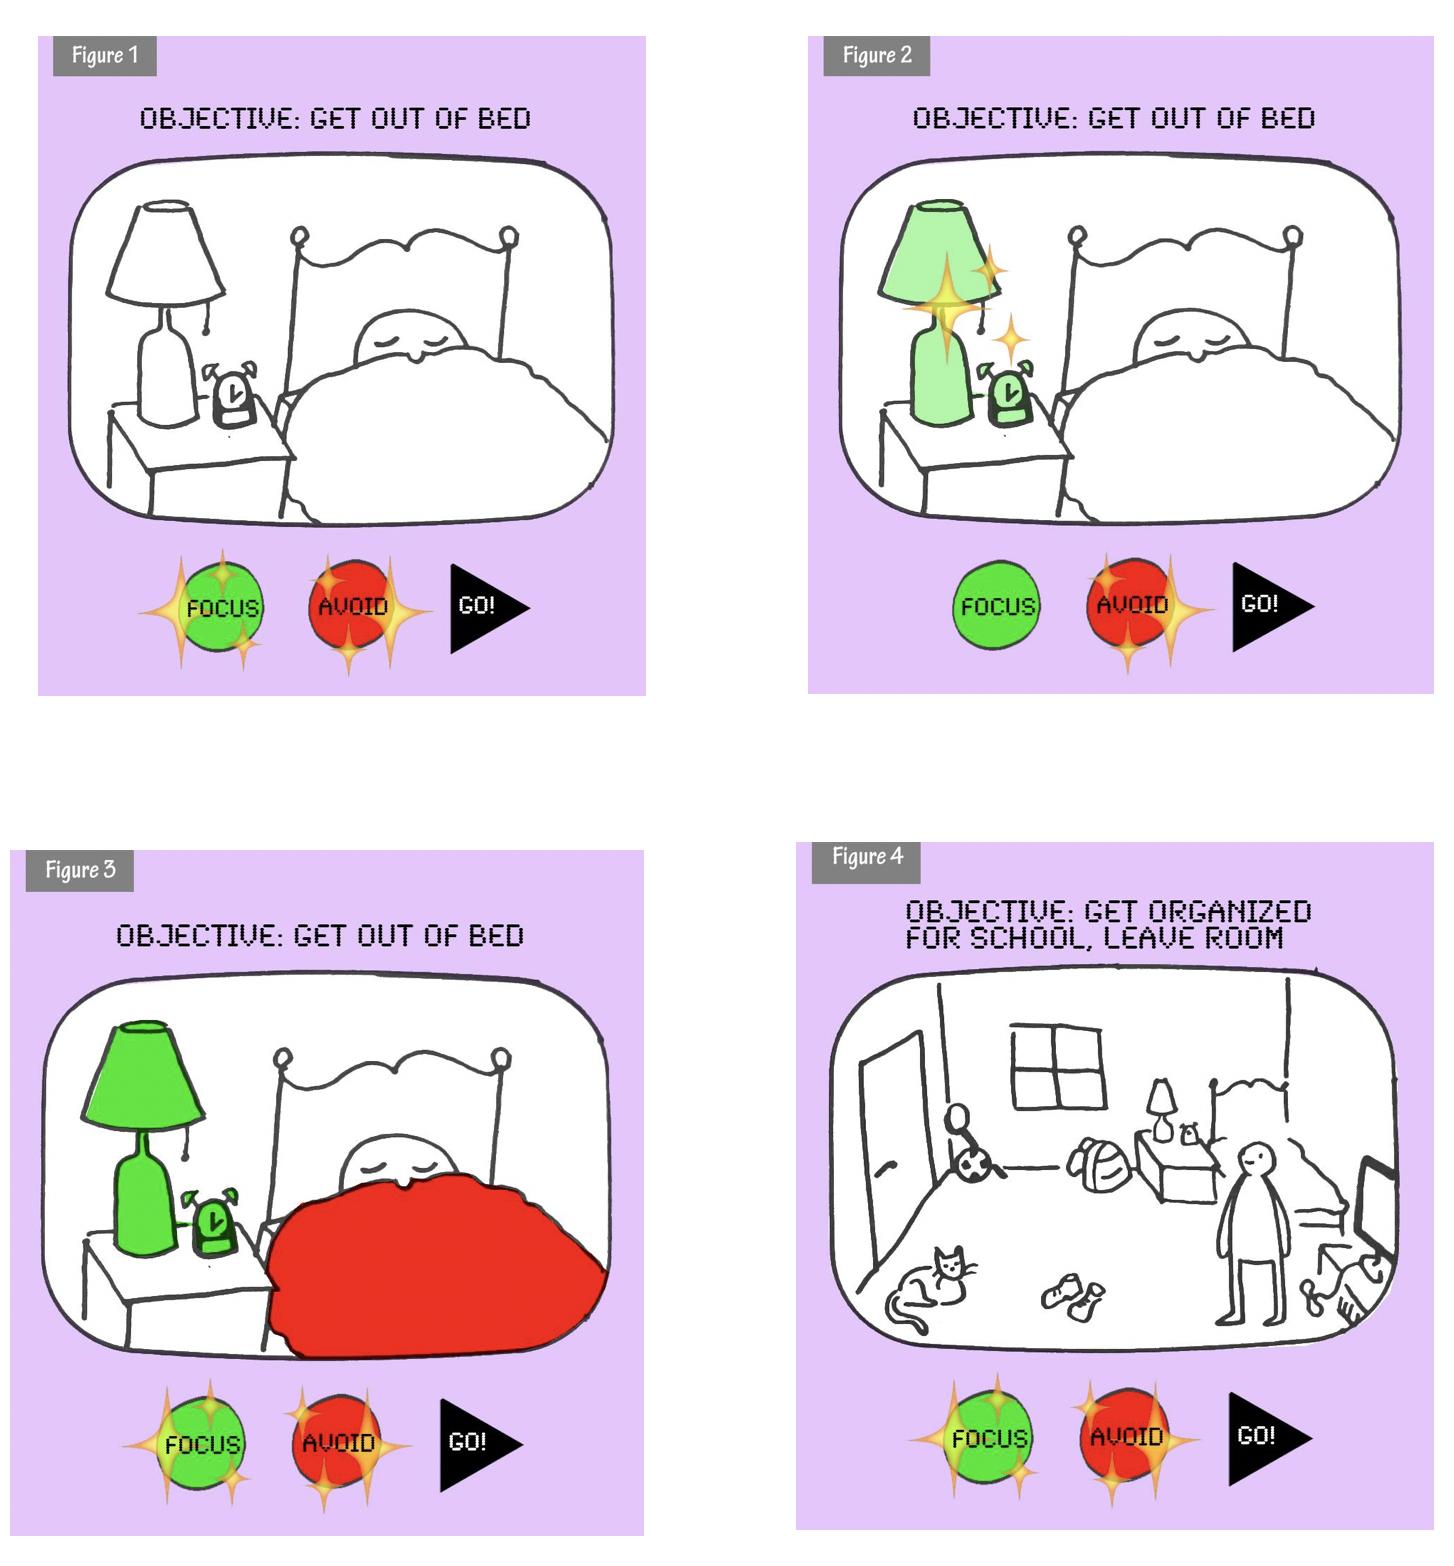 Figure 1
OBJECTIVE: GET OUT OF BED
FOCUS
AVOID
GO!
Figure 2
OBJECTIVE: GET OUT OF BED
FOCUS
AVOID
GO!
Figure 3
OBJECTIVE: GET OUT OF BED
FOCUS
AVOID
GO!
Figure 4
OBJECTIVE: GET ORGANIZED
FOR SCHOOL, LEAVE ROOM
FOCUS
AVOID
GO!